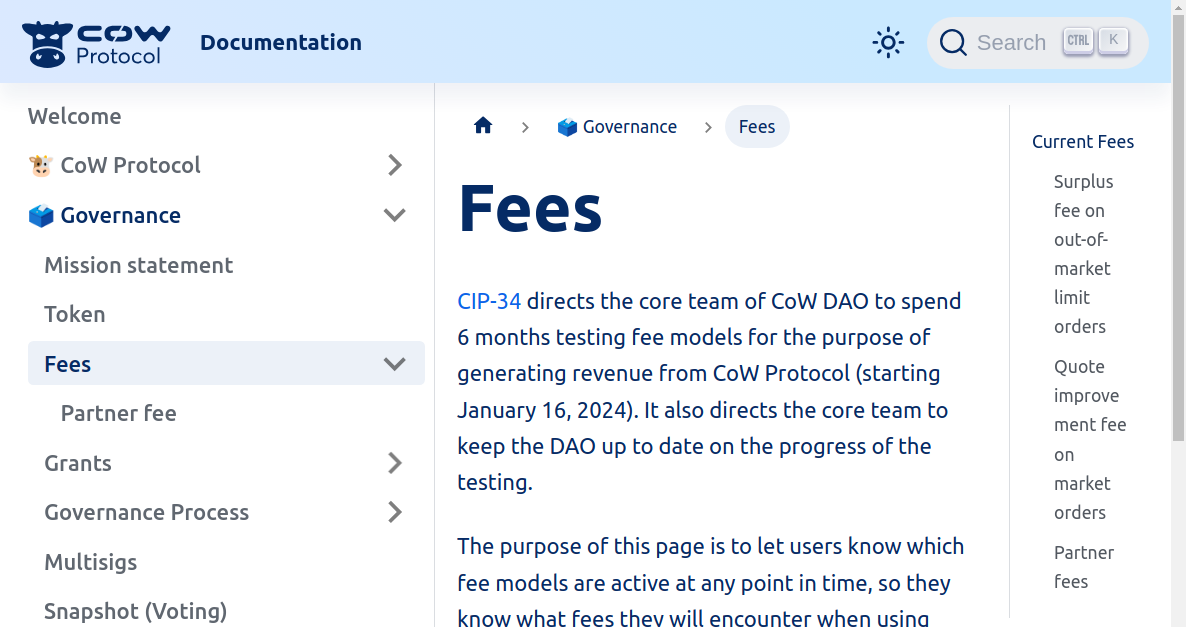 COW
Protocol
Documentation
Search CTRL K
Welcome
CoW Protocol
Governance
Mission statement
Token
Fees
Partner fee
Grants
Governance Process
Multisigs
Snapshot (Voting)
Governance
Fees
Fees
CIP-34 directs the core team of CoW DAO to spend
6 months testing fee models for the purpose of
generating revenue from CoW Protocol (starting
January 16, 2024). It also directs the core team to
keep the DAO up to date on the progress of the
testing.
The purpose of this page is to let users know which
fee models are active at any point in time, so they
know what fees they will encounter when using
Current Fees
Surplus
fee on
out-of-
market
limit
orders
Quote
improve
ment fee
on
market
orders
Partner
fees